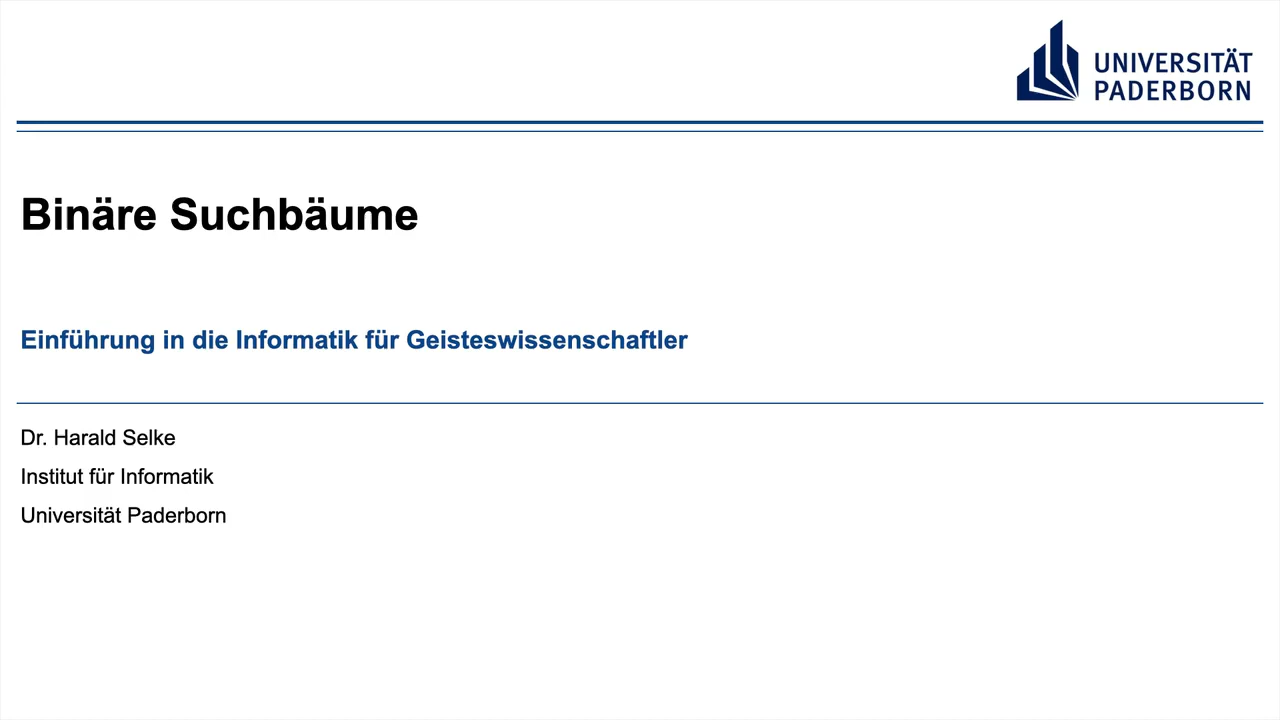 UNIVERSITÄT
PADERBORN
Binäre Suchbäume
Einführung in die Informatik für Geisteswissenschaftler
Dr. Harald Selke
Institut für Informatik
Universität Paderborn